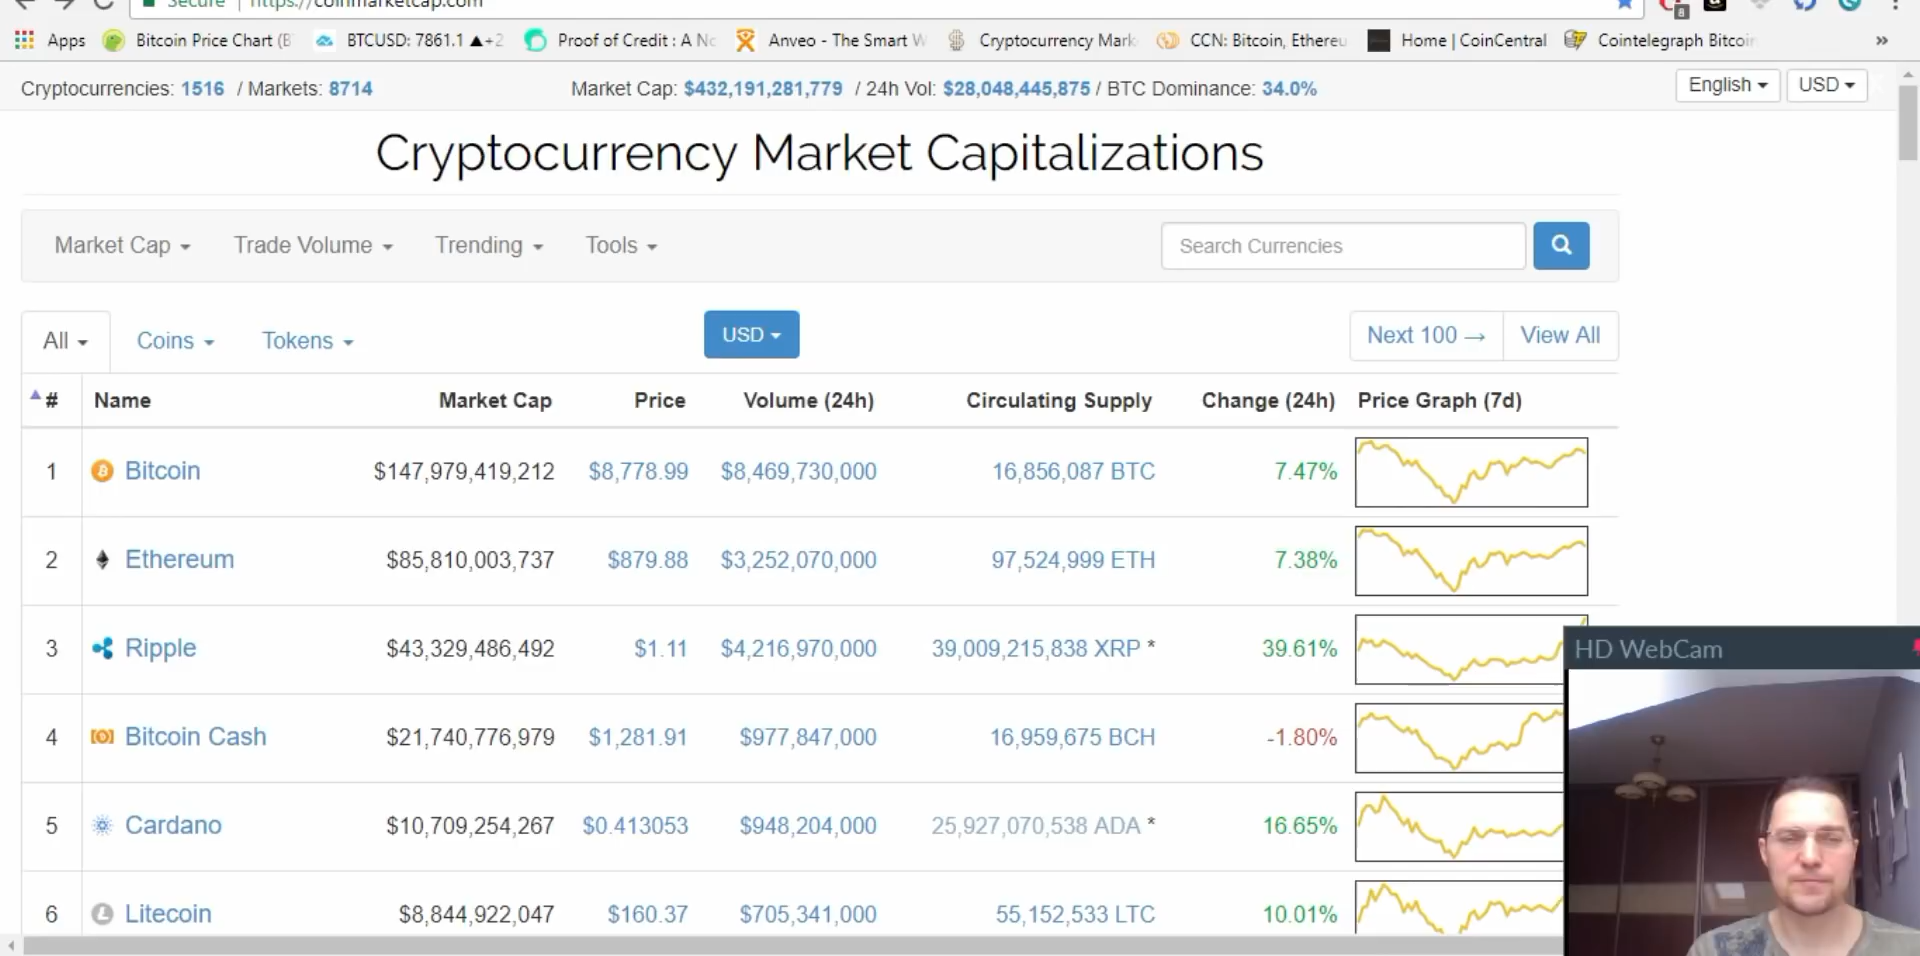 Secure | https://coinmarketcap.com
8
Apps Bitcoin Price Chart (B BTCUSD: 7861.1 ▲+2 Proof of Credit : A No Anveo - The Smart W Cryptocurrency Mark CCN: Bitcoin, Ethereu Home | CoinCentral Cointelegraph Bitcoin »
Cryptocurrencies: 1516 / Markets: 8714 Market Cap: $432,191,281,779 / 24h Vol: $28,048,445,875 / BTC Dominance: 34.0% English USD
Cryptocurrency Market Capitalizations
Market Cap Trade Volume Trending Tools Search Currencies
All Coins Tokens USD Next 100 → View All
# Name Market Cap Price Volume (24h) Circulating Supply Change (24h) Price Graph (7d)
1 Bitcoin $147,979,419,212 $8,778.99 $8,469,730,000 16,856,087 BTC 7.47%
2 Ethereum $85,810,003,737 $879.88 $3,252,070,000 97,524,999 ETH 7.38%
3 Ripple $43,329,486,492 $1.11 $4,216,970,000 39,009,215,838 XRP * 39.61%
HD WebCam
4 Bitcoin Cash $21,740,776,979 $1,281.91 $977,847,000 16,959,675 BCH -1.80%
5 Cardano $10,709,254,267 $0.413053 $948,204,000 25,927,070,538 ADA * 16.65%
6 Litecoin $8,844,922,047 $160.37 $705,341,000 55,152,533 LTC 10.01%